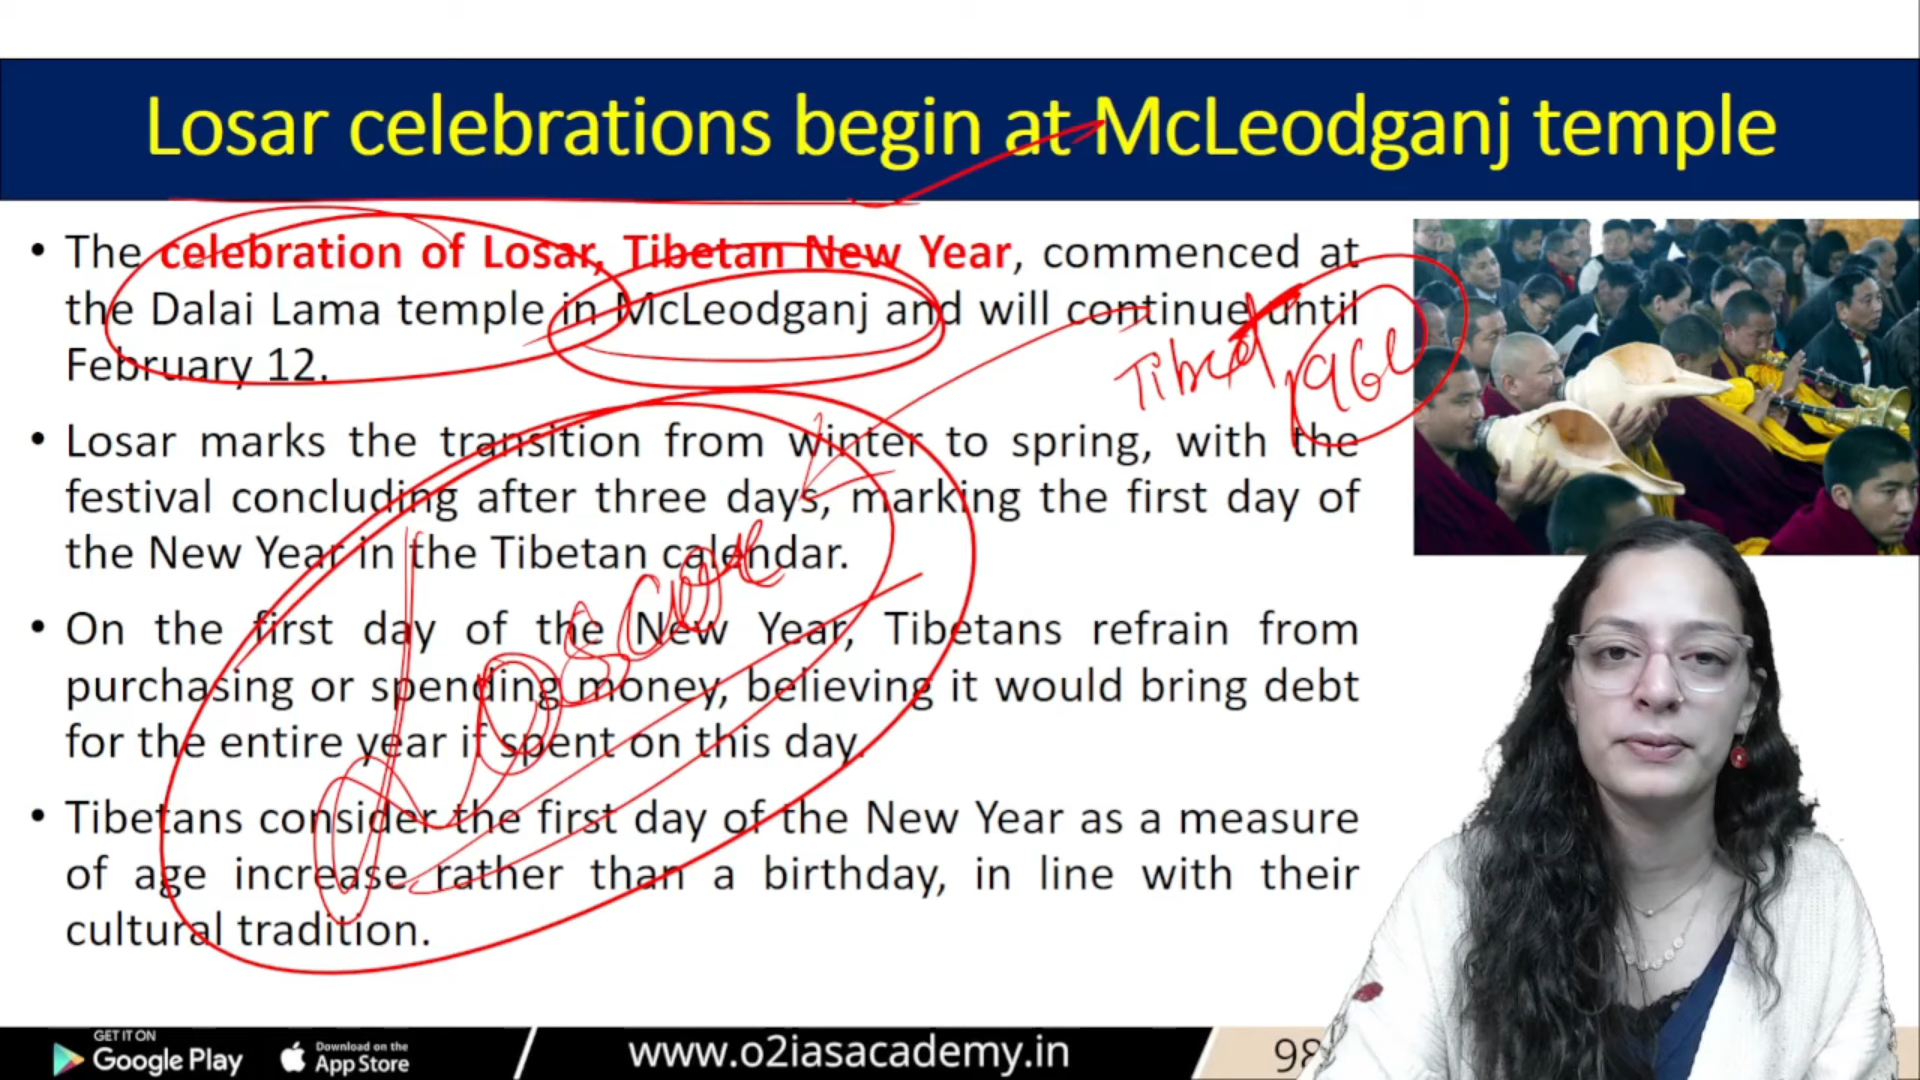 Losar celebrations begin at McLeodganj temple
• The celebration of Losar, Tibetan New Year, commenced at
the Dalai Lama temple in McLeodganj and will continue until
February 12.
Tibet 1960
• Losar marks the transition from winter to spring, with the
festival concluding after three days, marking the first day of
the New Year in the Tibetan calendar.
• On the first day of the New Year, Tibetans refrain from
purchasing or spending money, believing it would bring debt
for the entire year if spent on this day.
Losar
• Tibetans consider the first day of the New Year as a measure
of age increase rather than a birthday, in line with their
cultural tradition.
GET IT ON
Google Play
Download on the
App Store
www.o2iasacademy.in
98